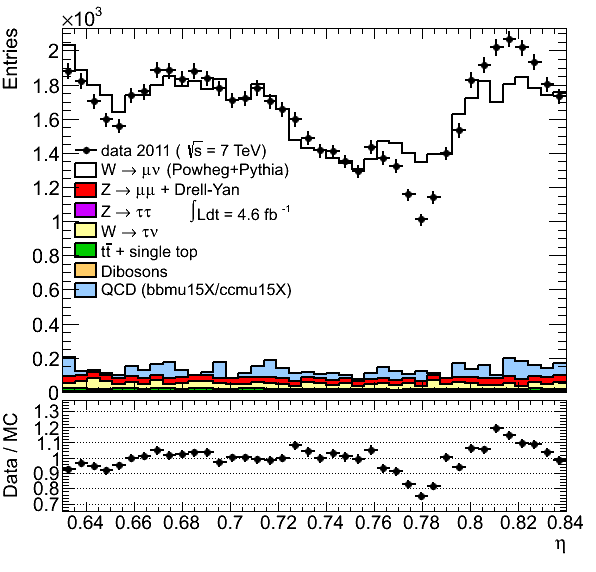 ×10³
Entries
2
1.8
1.6
1.4
1.2
1
0.8
0.6
0.4
0.2
0
data 2011 ( √s = 7 TeV)
W → μν (Powheg+Pythia)
Z → μμ + Drell-Yan
Z → ττ ∫Ldt = 4.6 fb⁻¹
W → τν
tt̅ + single top
Dibosons
QCD (bbmu15X/ccmu15X)
Data / MC
1.3
1.2
1.1
1
0.9
0.8
0.7
0.64 0.66 0.68 0.7 0.72 0.74 0.76 0.78 0.8 0.82 0.84
η